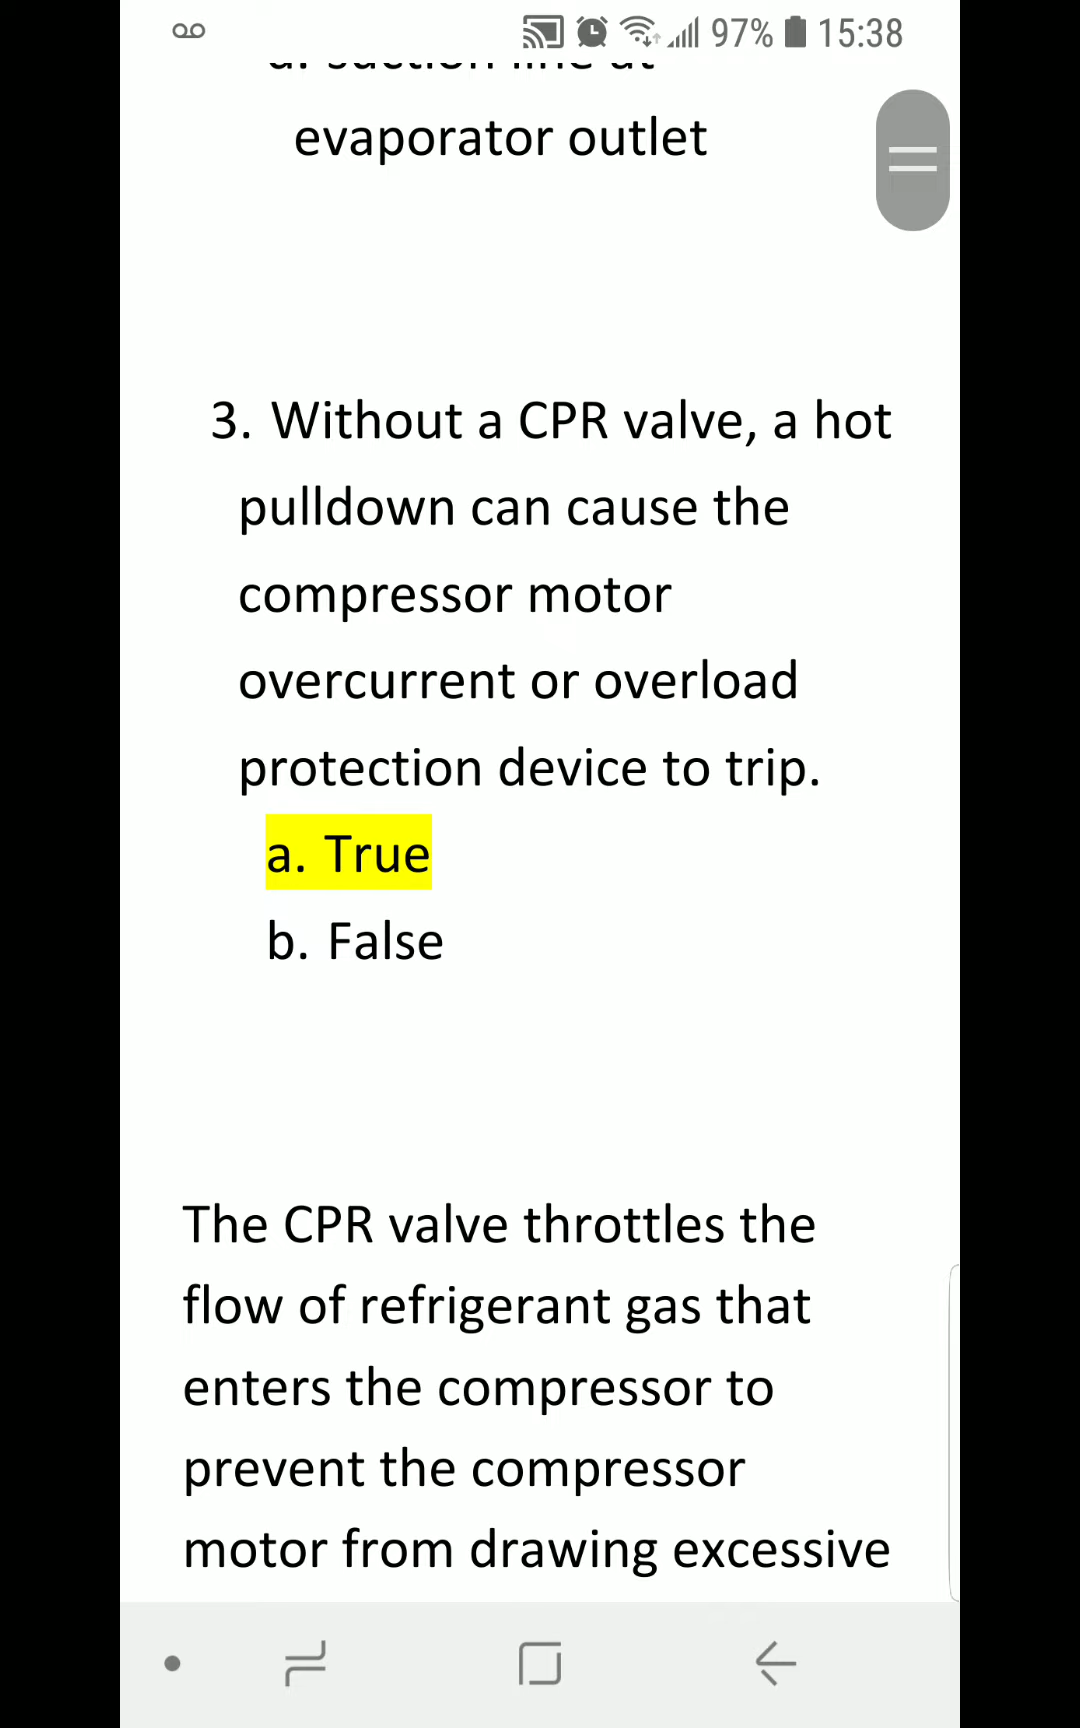 97% 15:38
evaporator outlet
3. Without a CPR valve, a hot
pulldown can cause the
compressor motor
overcurrent or overload
protection device to trip.
a. True
b. False
The CPR valve throttles the
flow of refrigerant gas that
enters the compressor to
prevent the compressor
motor from drawing excessive